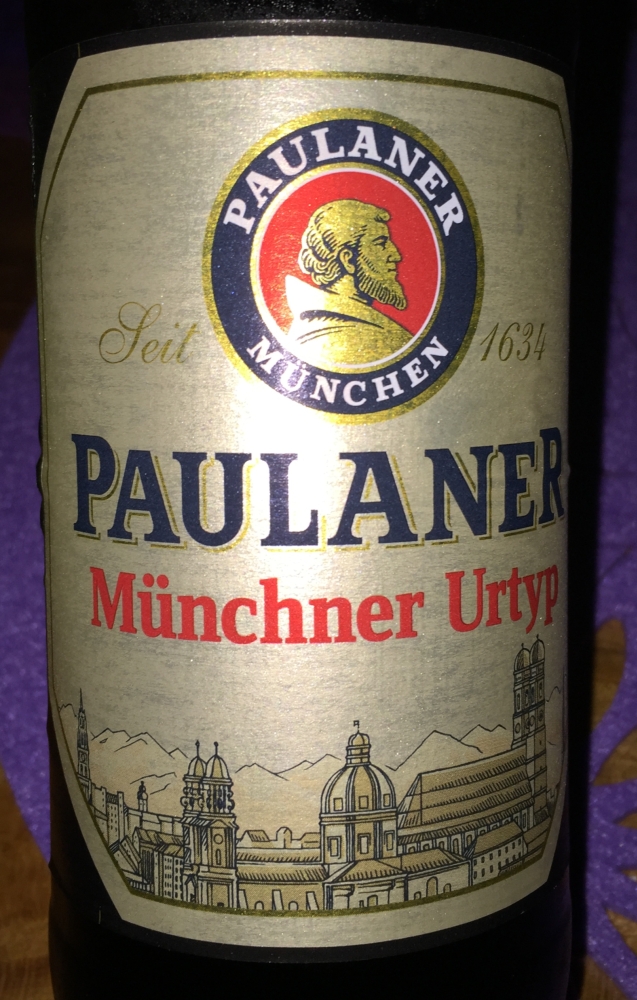 PAULANER
MÜNCHEN
Seit 1634
PAULANER
Münchner Urtyp